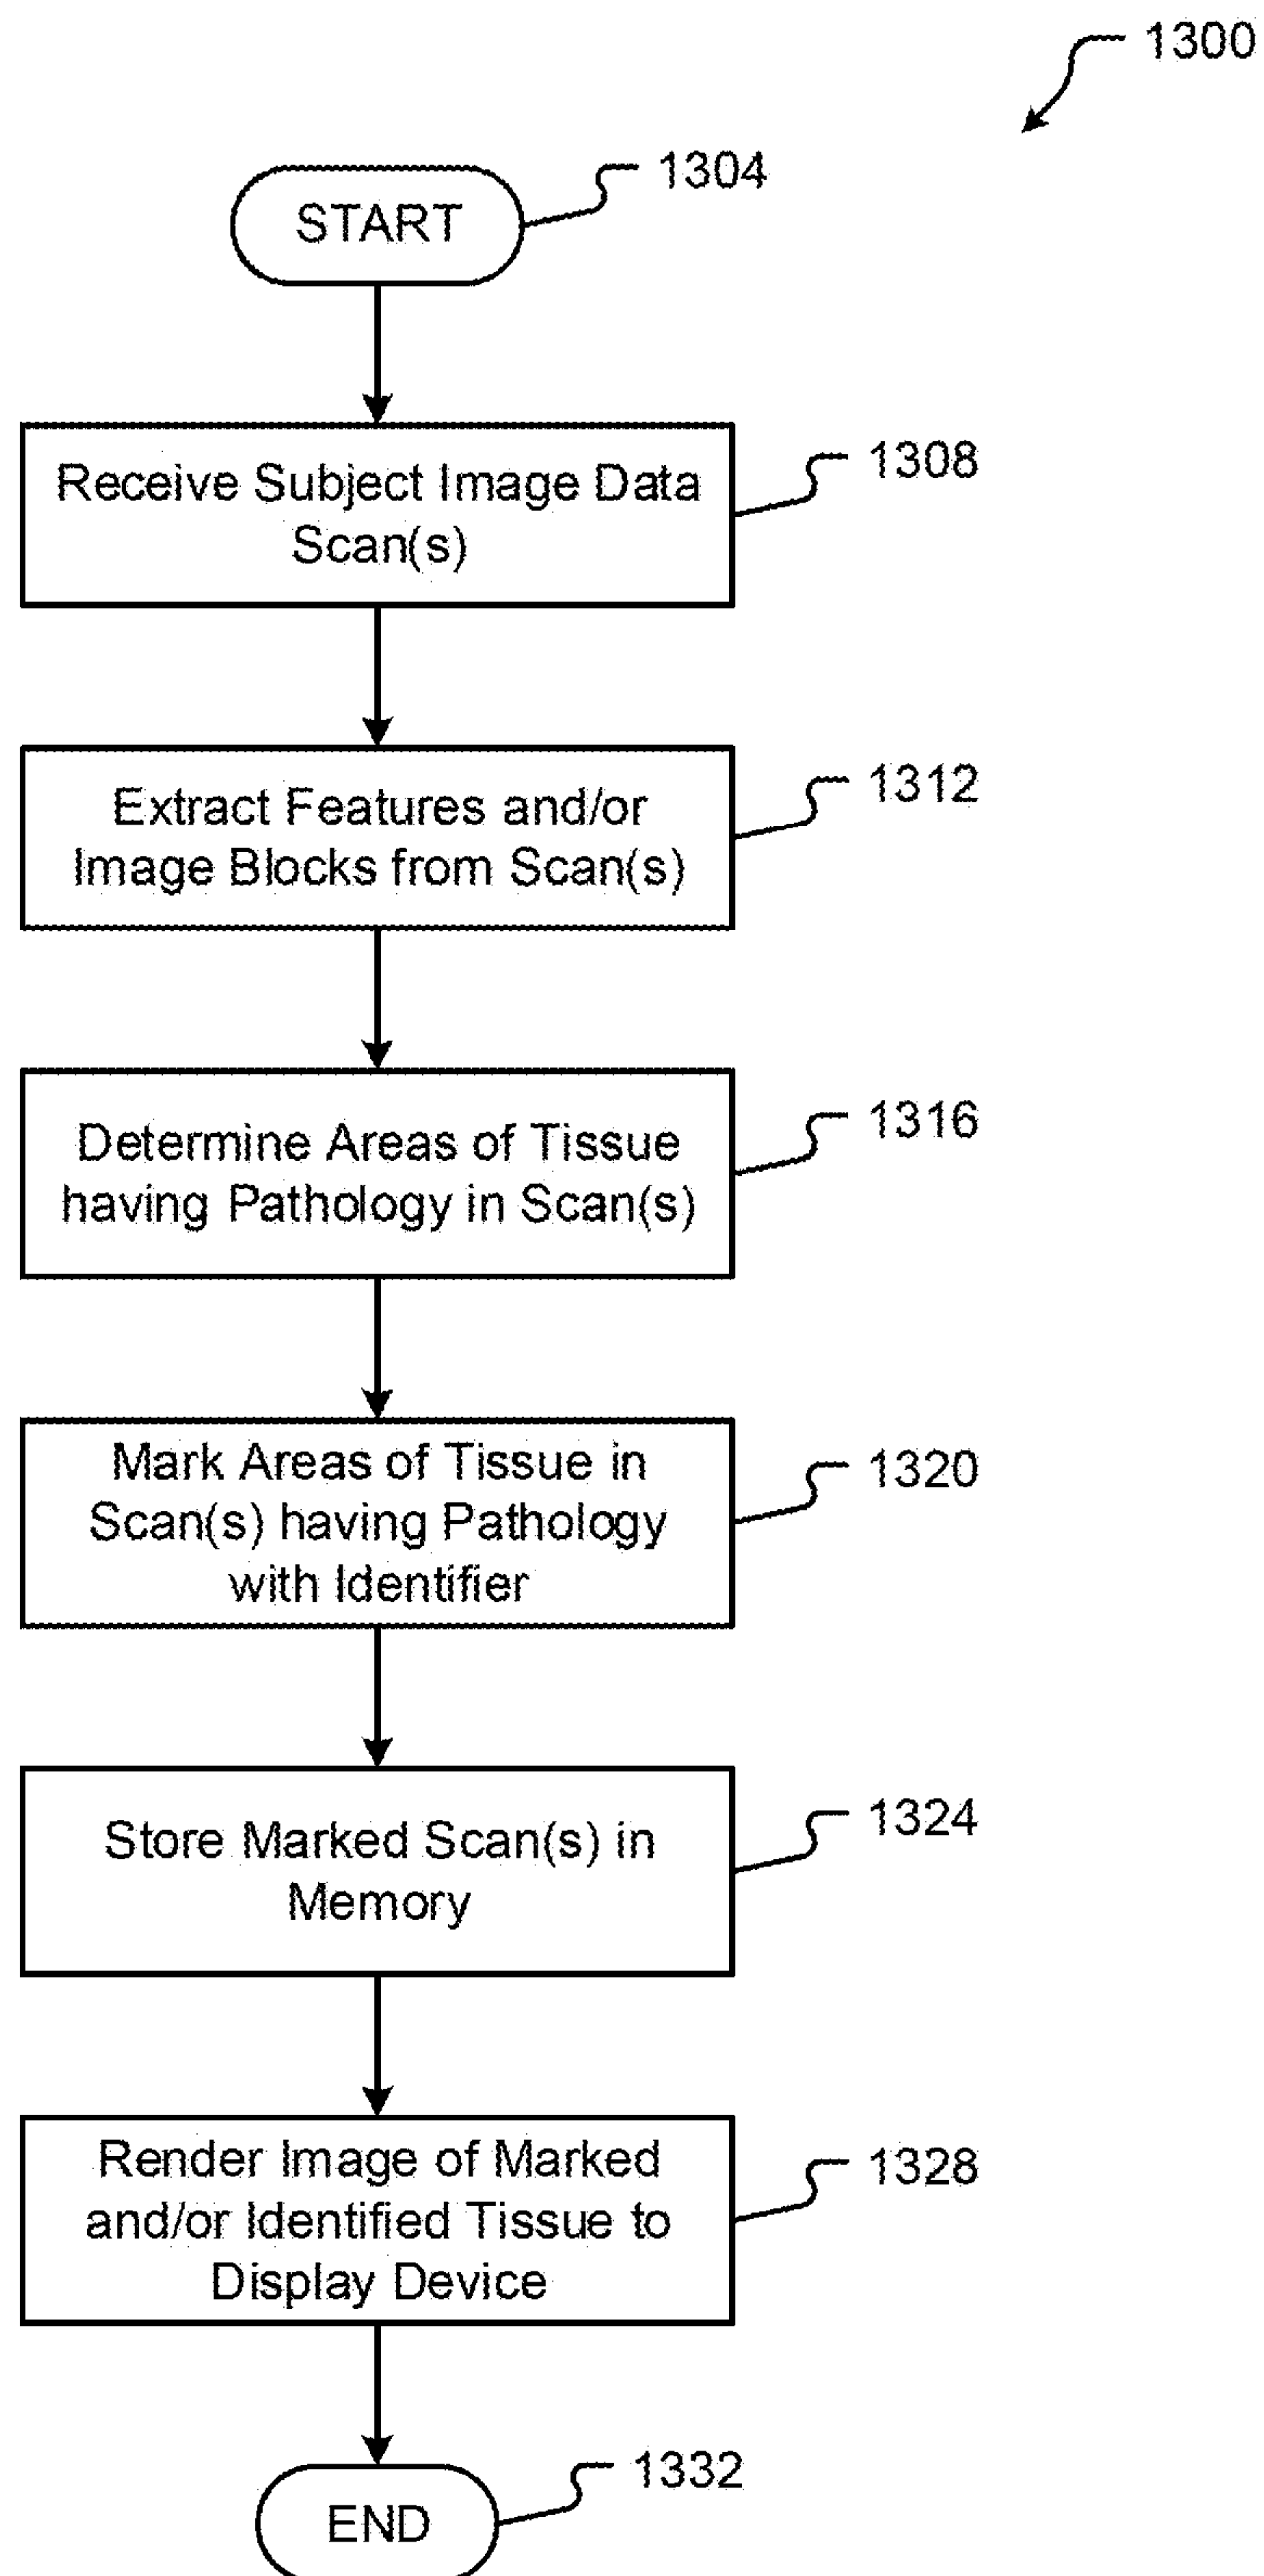 1300
1304
START
1308
Receive Subject Image Data
Scan(s)
1312
Extract Features and/or
Image Blocks from Scan(s)
1316
Determine Areas of Tissue
having Pathology in Scan(s)
1320
Mark Areas of Tissue in
Scan(s) having Pathology
with Identifier
1324
Store Marked Scan(s) in
Memory
1328
Render Image of Marked
and/or Identified Tissue to
Display Device
1332
END